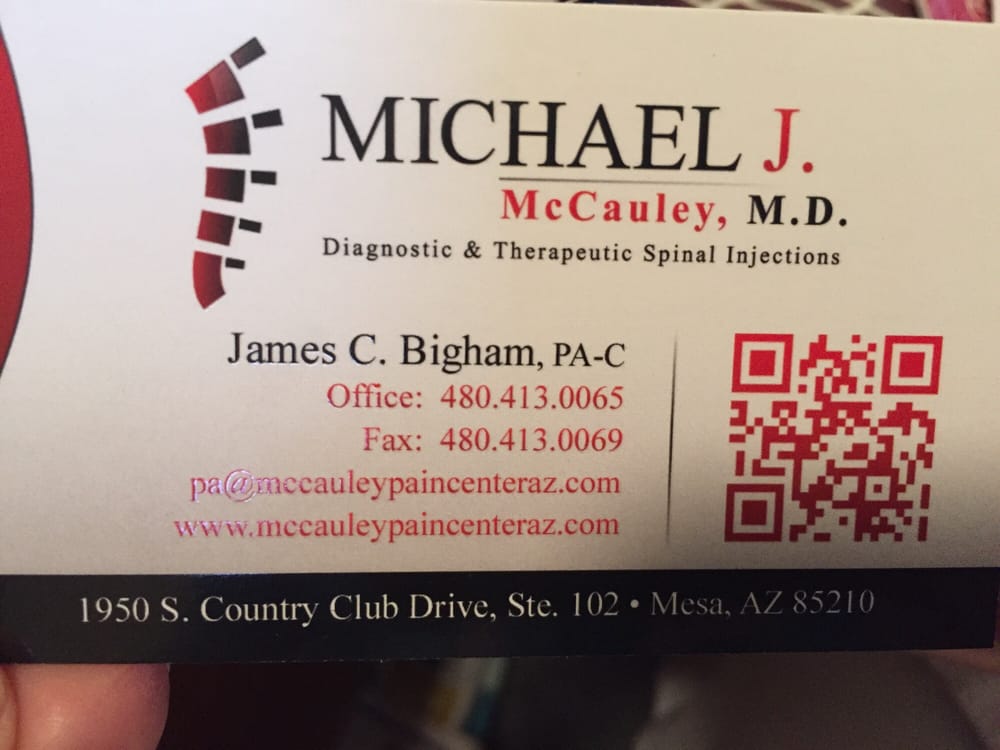 MICHAEL J.
McCauley, M.D.
Diagnostic & Therapeutic Spinal Injections
James C. Bigham, PA-C
Office: 480.413.0065
Fax: 480.413.0069
pa@mccauleypaincenteraz.com
www.mccauleypaincenteraz.com
1950 S. Country Club Drive, Ste. 102 • Mesa, AZ 85210